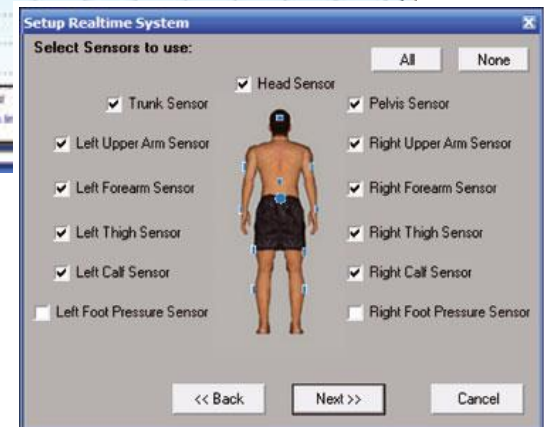 Setup Realtime System
Select Sensors to use:
All None
Head Sensor
Trunk Sensor Pelvis Sensor
Left Upper Arm Sensor Right Upper Arm Sensor
Left Forearm Sensor Right Forearm Sensor
Left Thigh Sensor Right Thigh Sensor
Left Calf Sensor Right Calf Sensor
Left Foot Pressure Sensor Right Foot Pressure Sensor
<< Back Next >> Cancel